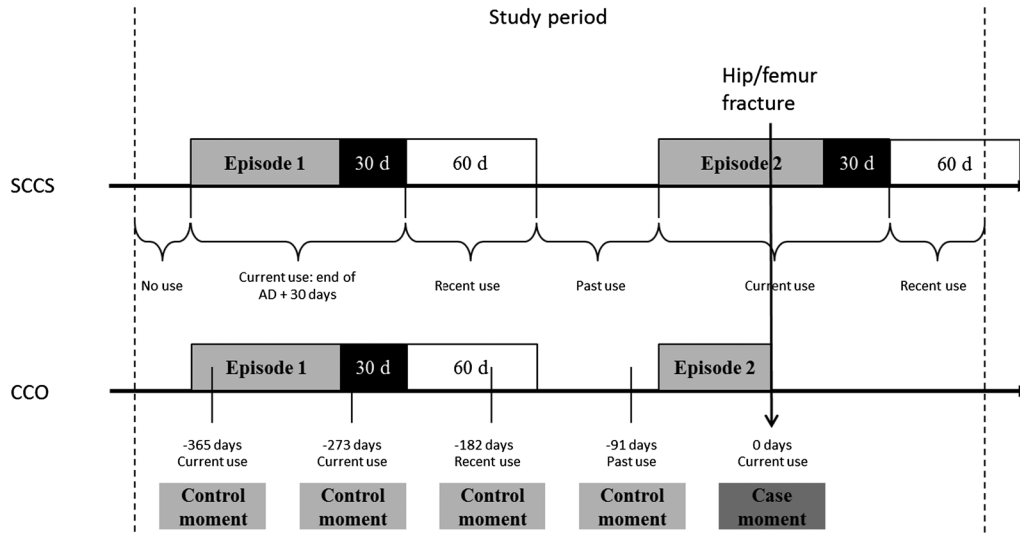 Study period
Hip/femur
fracture
SCCS
Episode 1
30 d
60 d
Episode 2
30 d
60 d
No use
Current use: end of
AD + 30 days
Recent use
Past use
Current use
Recent use
CCO
Episode 1
30 d
60 d
Episode 2
-365 days
Current use
-273 days
Current use
-182 days
Recent use
-91 days
Past use
0 days
Current use
Control
moment
Control
moment
Control
moment
Control
moment
Case
moment